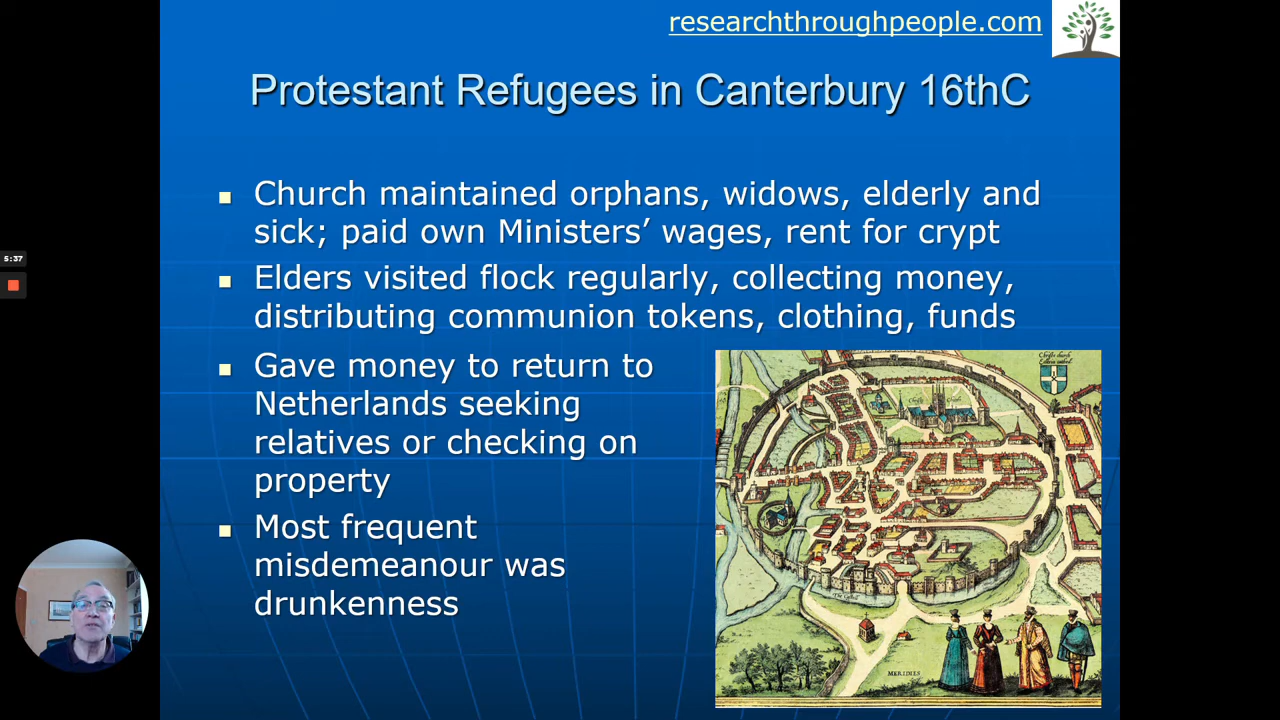 researchthroughpeople.com
Protestant Refugees in Canterbury 16thC
Church maintained orphans, widows, elderly and
sick; paid own Ministers’ wages, rent for crypt
Elders visited flock regularly, collecting money,
distributing communion tokens, clothing, funds
Gave money to return to
Netherlands seeking
relatives or checking on
property
Most frequent
misdemeanour was
drunkenness
5:37
MERIDIES